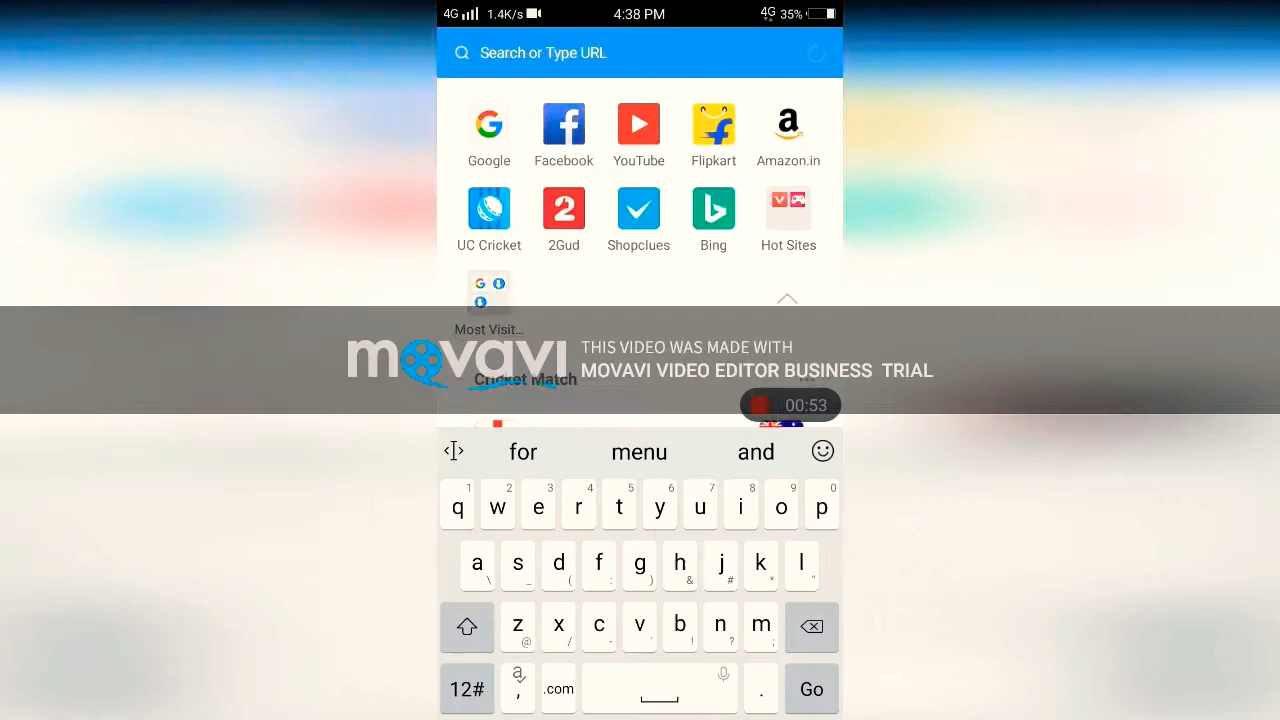 4G 1.4K/s 4:38 PM 4G 35%
Search or Type URL
Google Facebook YouTube Flipkart Amazon.in
UC Cricket 2Gud Shopclues Bing Hot Sites
Most Visit...
movavi THIS VIDEO WAS MADE WITH
MOVAVI VIDEO EDITOR BUSINESS TRIAL
Cricket Match
00:53
for menu and
1 2 3 4 5 6 7 8 9 0
q w e r t y u i o p
a s d f g h j k l
\ _ ( : ) & # * "
z x c v b n m
@ / - ' ! ? ;
12# a , .com . Go